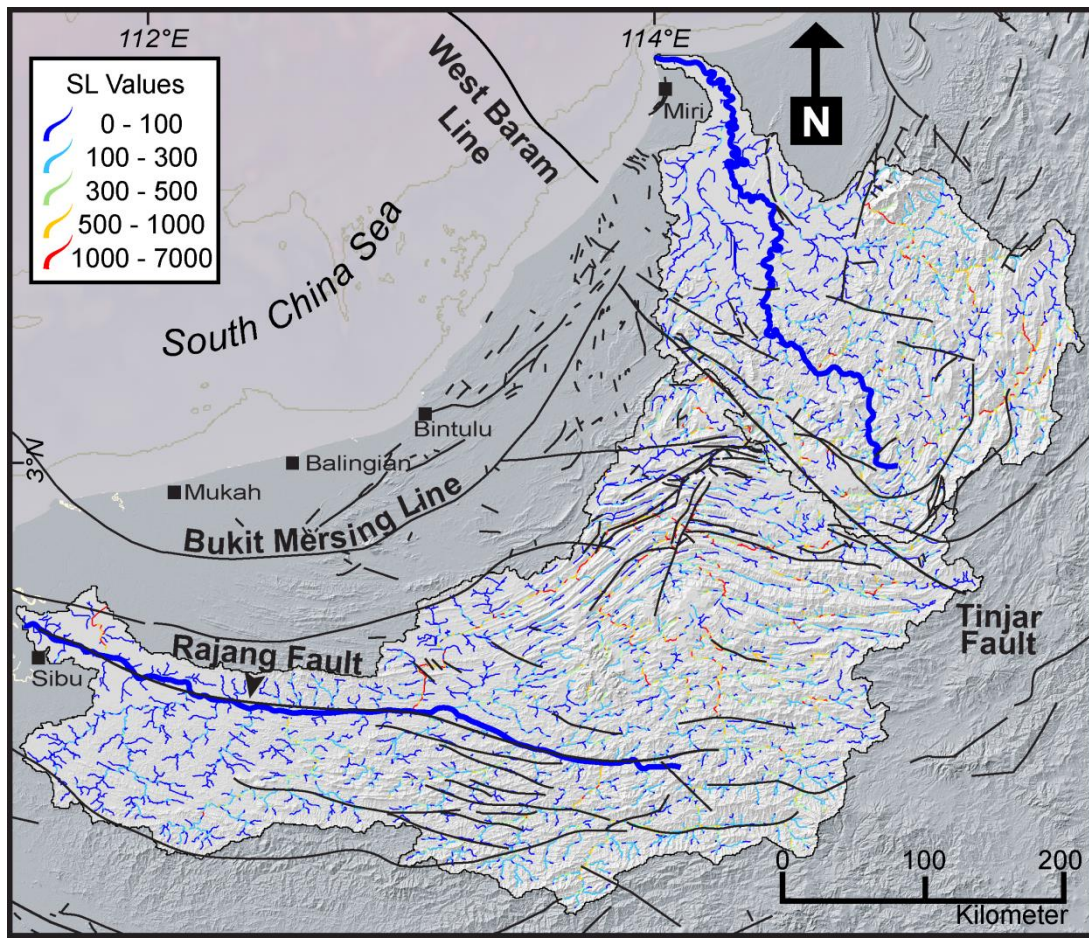 112°E
114°E
SL Values
0 - 100
100 - 300
300 - 500
500 - 1000
1000 - 7000
West Baram
Line
N
Miri
South China Sea
Bintulu
3°N
Balingian
Mukah
Bukit Mersing Line
Rajang Fault
Sibu
Tinjar
Fault
0 100 200
Kilometer